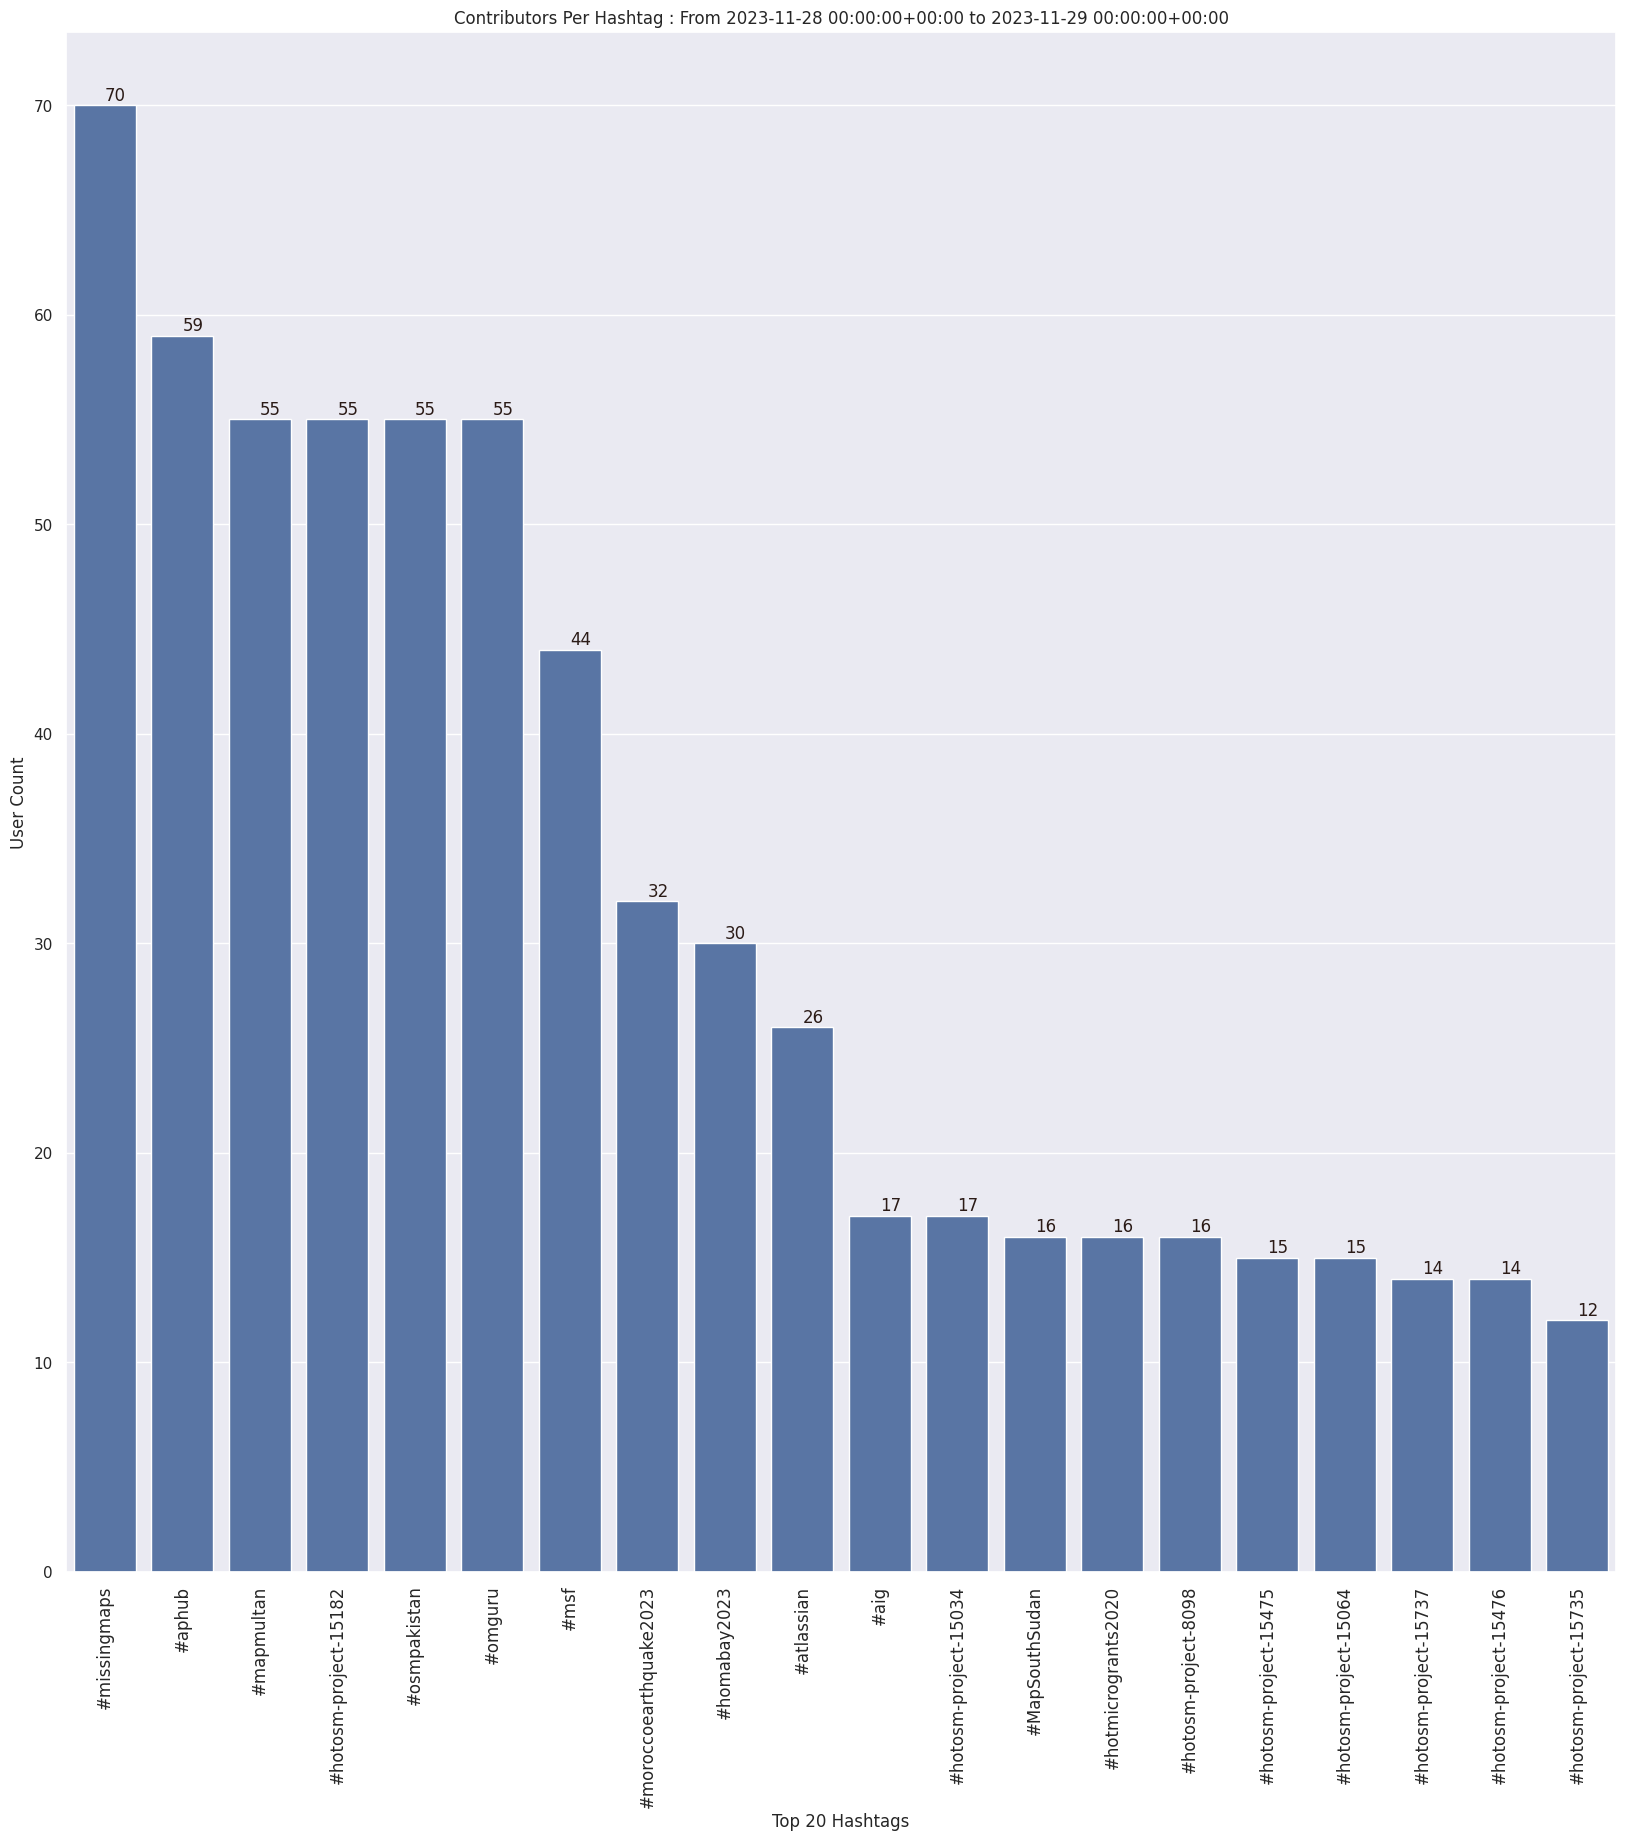 Contributors Per Hashtag : From 2023-11-28 00:00:00+00:00 to 2023-11-29 00:00:00+00:00
User Count
70
60
50
40
30
20
10
0
70
59
55
55
55
55
44
32
30
26
17
17
16
16
16
15
15
14
14
12
#missingmaps
#aphub
#mapmultan
#hotosm-project-15182
#osmpakistan
#omguru
#msf
#moroccoearthquake2023
#homabay2023
#atlassian
#aig
#hotosm-project-15034
#MapSouthSudan
#hotmicrogrants2020
#hotosm-project-8098
#hotosm-project-15475
#hotosm-project-15064
#hotosm-project-15737
#hotosm-project-15476
#hotosm-project-15735
Top 20 Hashtags